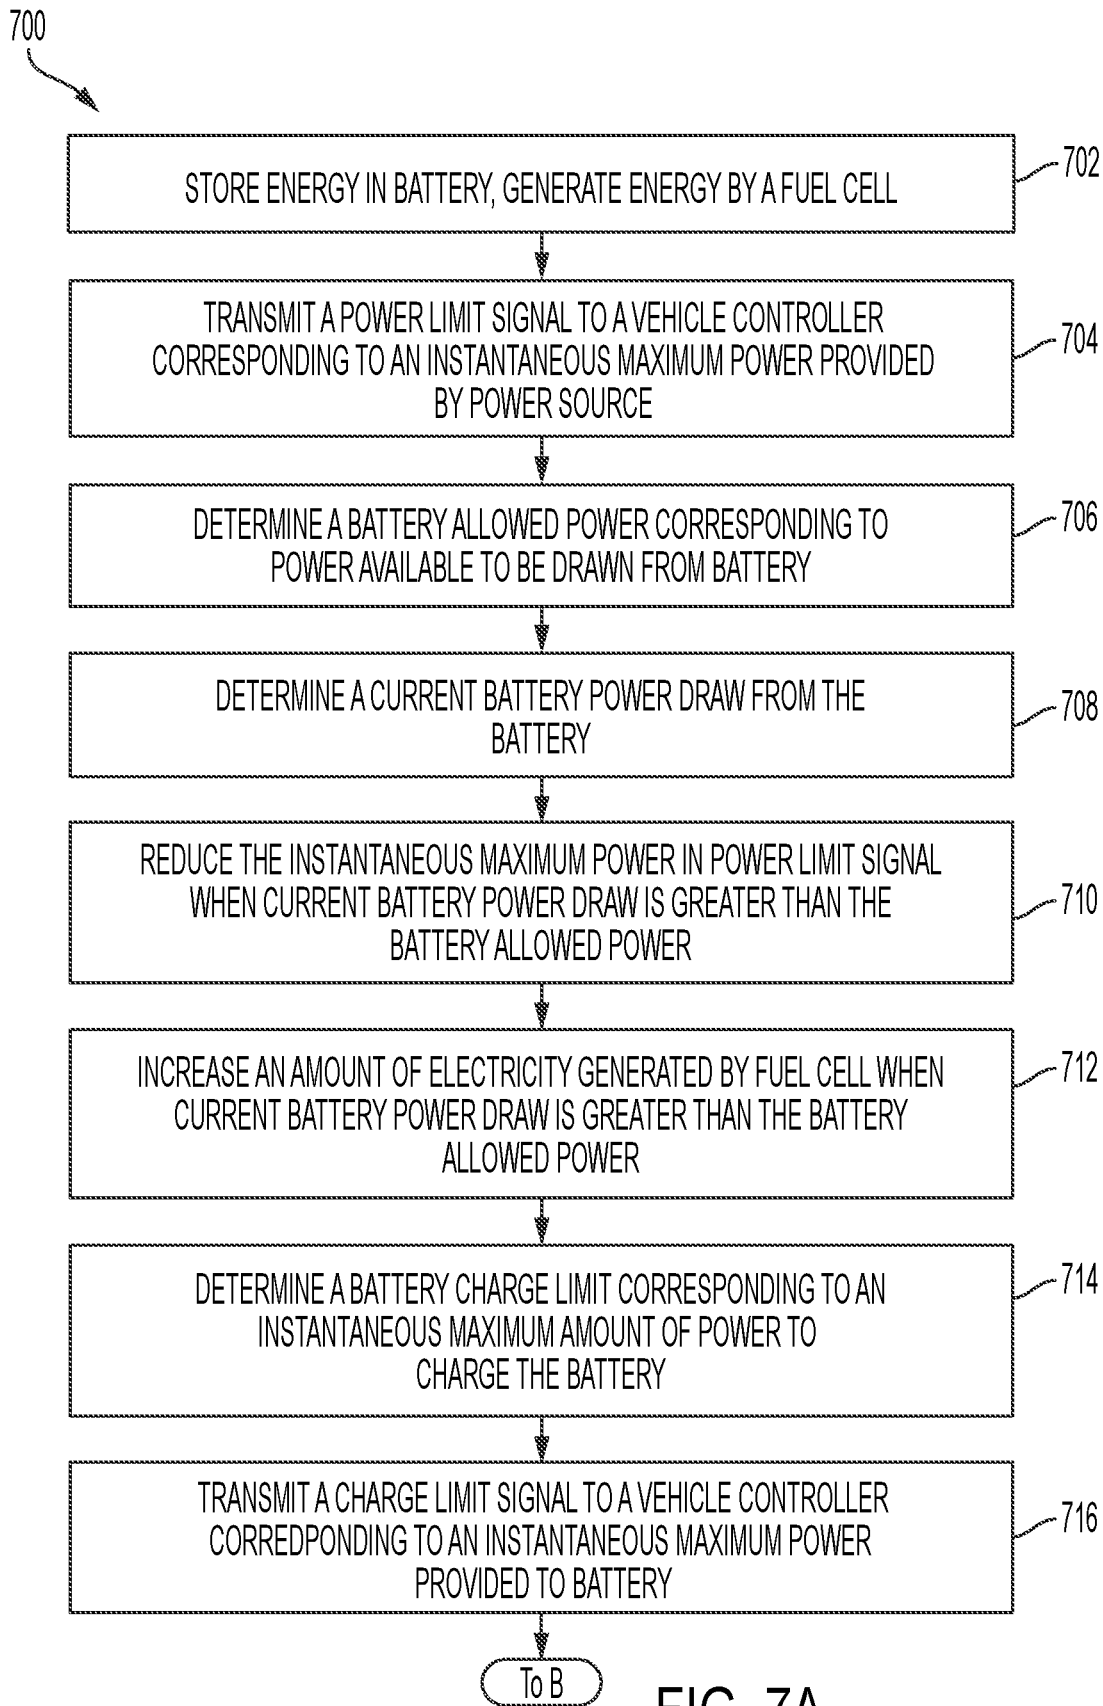 700
STORE ENERGY IN BATTERY, GENERATE ENERGY BY A FUEL CELL
702
TRANSMIT A POWER LIMIT SIGNAL TO A VEHICLE CONTROLLER
CORRESPONDING TO AN INSTANTANEOUS MAXIMUM POWER PROVIDED
BY POWER SOURCE
704
DETERMINE A BATTERY ALLOWED POWER CORRESPONDING TO
POWER AVAILABLE TO BE DRAWN FROM BATTERY
706
DETERMINE A CURRENT BATTERY POWER DRAW FROM THE
BATTERY
708
REDUCE THE INSTANTANEOUS MAXIMUM POWER IN POWER LIMIT SIGNAL
WHEN CURRENT BATTERY POWER DRAW IS GREATER THAN THE
BATTERY ALLOWED POWER
710
INCREASE AN AMOUNT OF ELECTRICITY GENERATED BY FUEL CELL WHEN
CURRENT BATTERY POWER DRAW IS GREATER THAN THE BATTERY
ALLOWED POWER
712
DETERMINE A BATTERY CHARGE LIMIT CORRESPONDING TO AN
INSTANTANEOUS MAXIMUM AMOUNT OF POWER TO
CHARGE THE BATTERY
714
TRANSMIT A CHARGE LIMIT SIGNAL TO A VEHICLE CONTROLLER
CORREDPONDING TO AN INSTANTANEOUS MAXIMUM POWER
PROVIDED TO BATTERY
716
To B
FIG. 7A